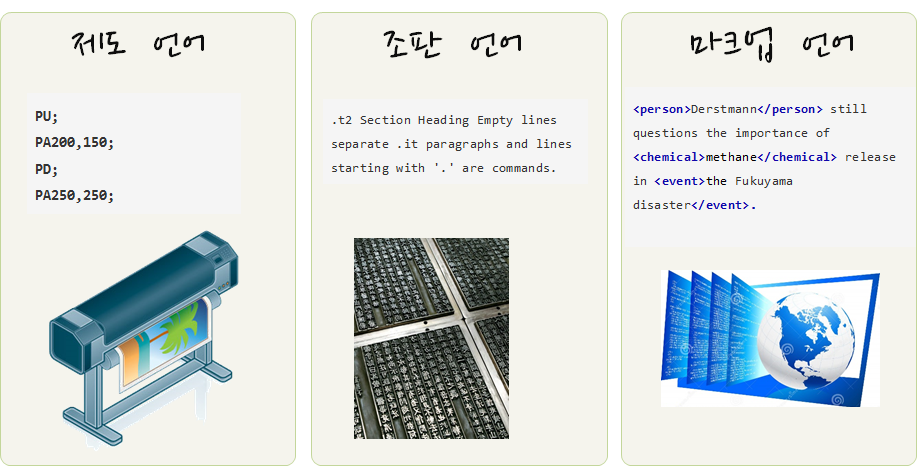 제도 언어
PU;
PA200,150;
PD;
PA250,250;
조판 언어
.t2 Section Heading Empty lines
separate .it paragraphs and lines
starting with '.' are commands.
마크업 언어
<person>Derstmann</person> still
questions the importance of
<chemical>methane</chemical> release
in <event>the Fukuyama
disaster</event>.